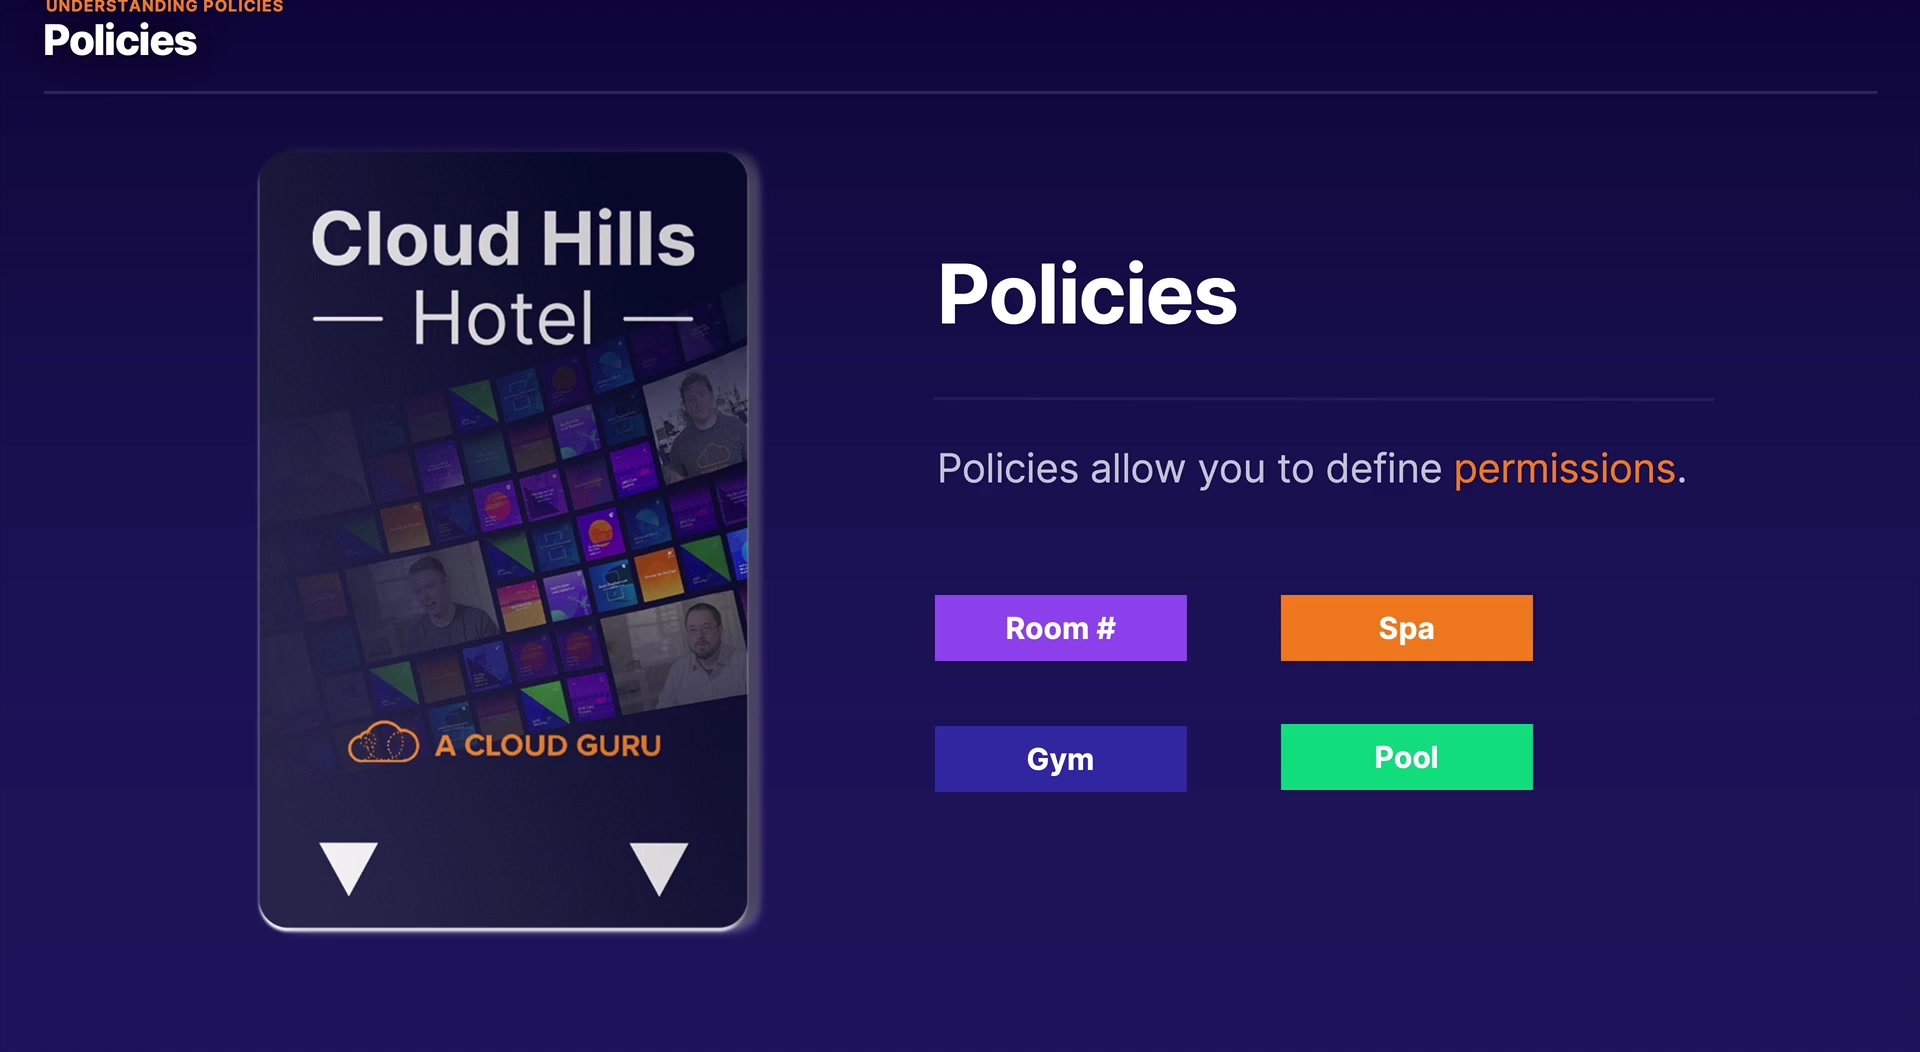 UNDERSTANDING POLICIES
Policies
Cloud Hills
Hotel
A CLOUD GURU
Policies
Policies allow you to define permissions.
Room #
Spa
Gym
Pool